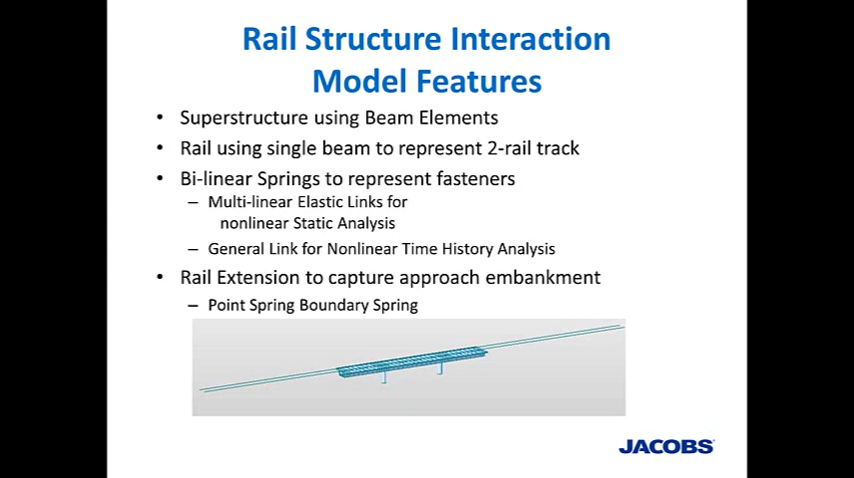 Rail Structure Interaction
Model Features
• Superstructure using Beam Elements
• Rail using single beam to represent 2-rail track
• Bi-linear Springs to represent fasteners
– Multi-linear Elastic Links for
nonlinear Static Analysis
– General Link for Nonlinear Time History Analysis
• Rail Extension to capture approach embankment
– Point Spring Boundary Spring
JACOBS